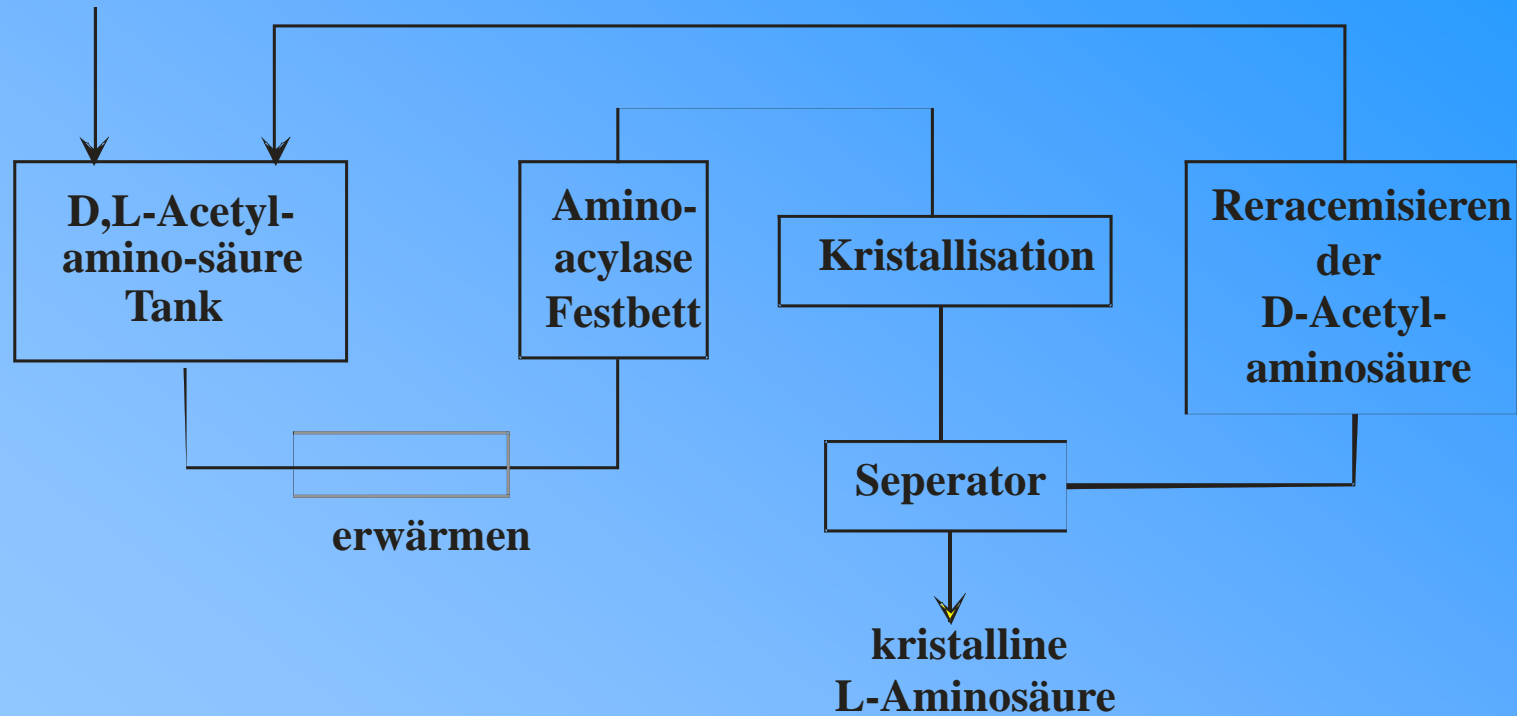 D,L-Acetyl-
amino-säure
Tank
Amino-
acylase
Festbett
Kristallisation
Reracemisieren
der
D-Acetyl-
aminosäure
erwärmen
Seperator
kristalline
L-Aminosäure